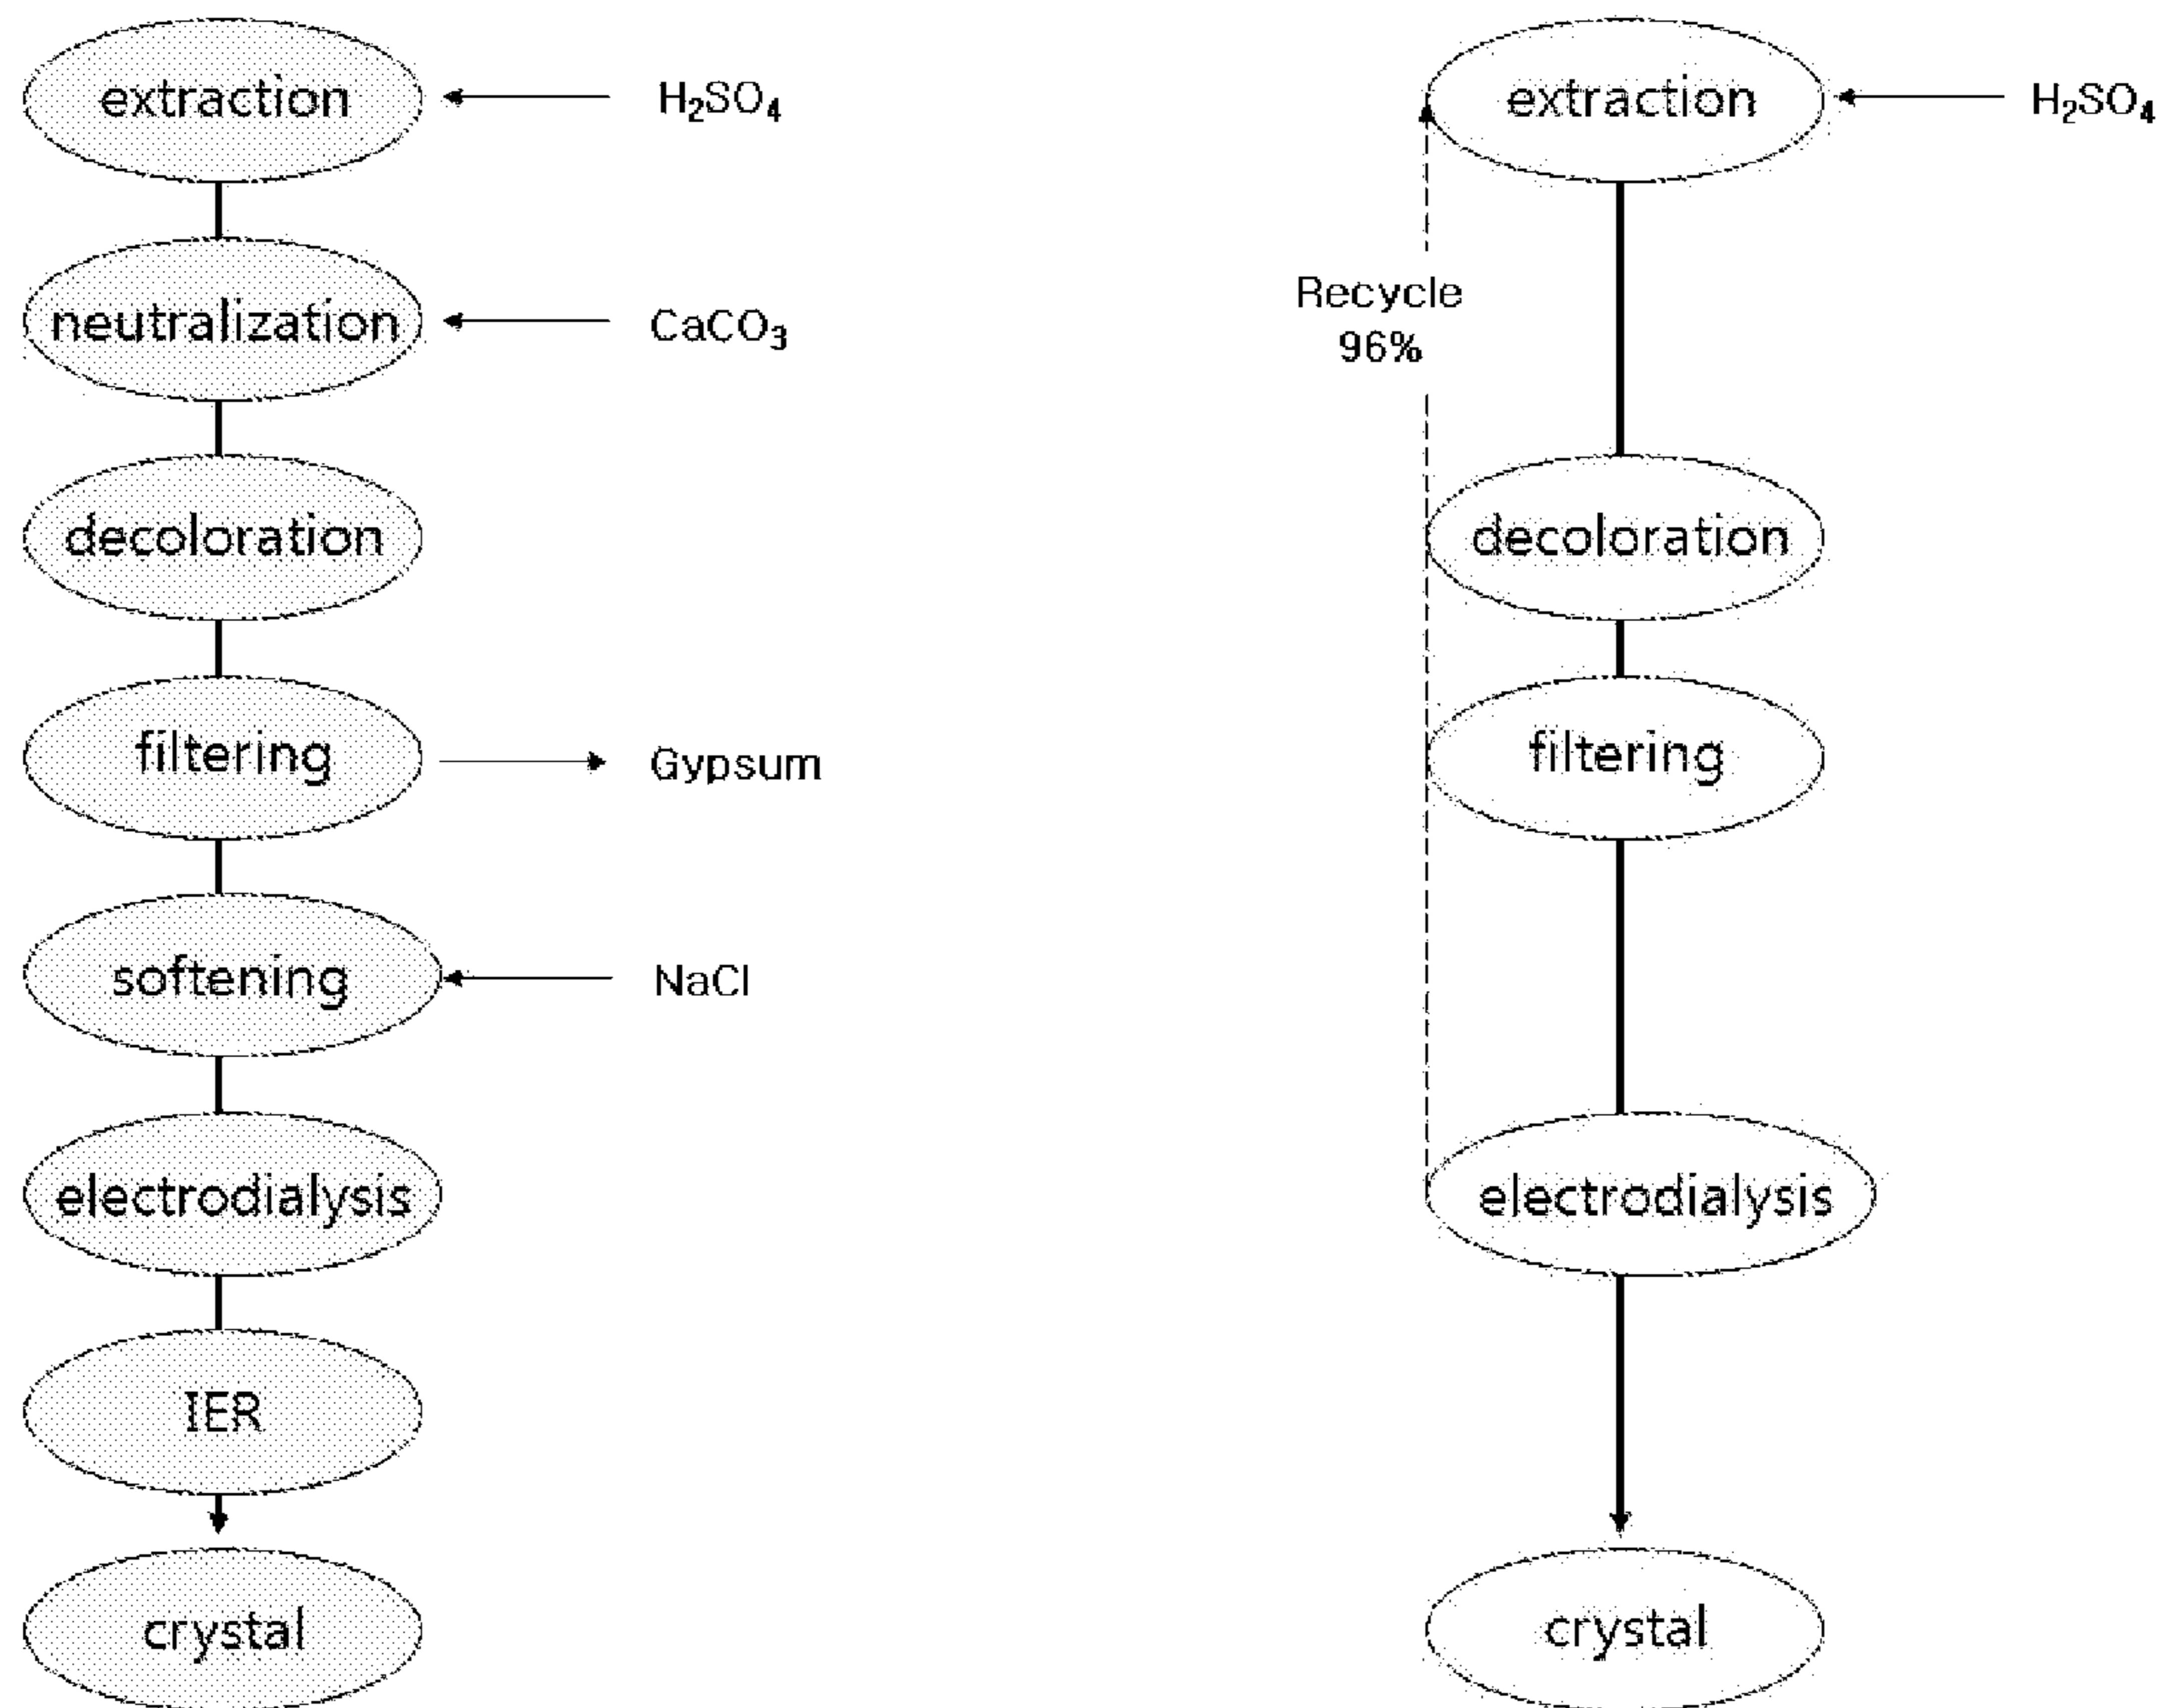 extraction
H₂SO₄
neutralization
CaCO₃
decoloration
filtering
Gypsum
softening
NaCl
electrodialysis
IER
crystal
extraction
H₂SO₄
Recycle
96%
decoloration
filtering
electrodialysis
crystal